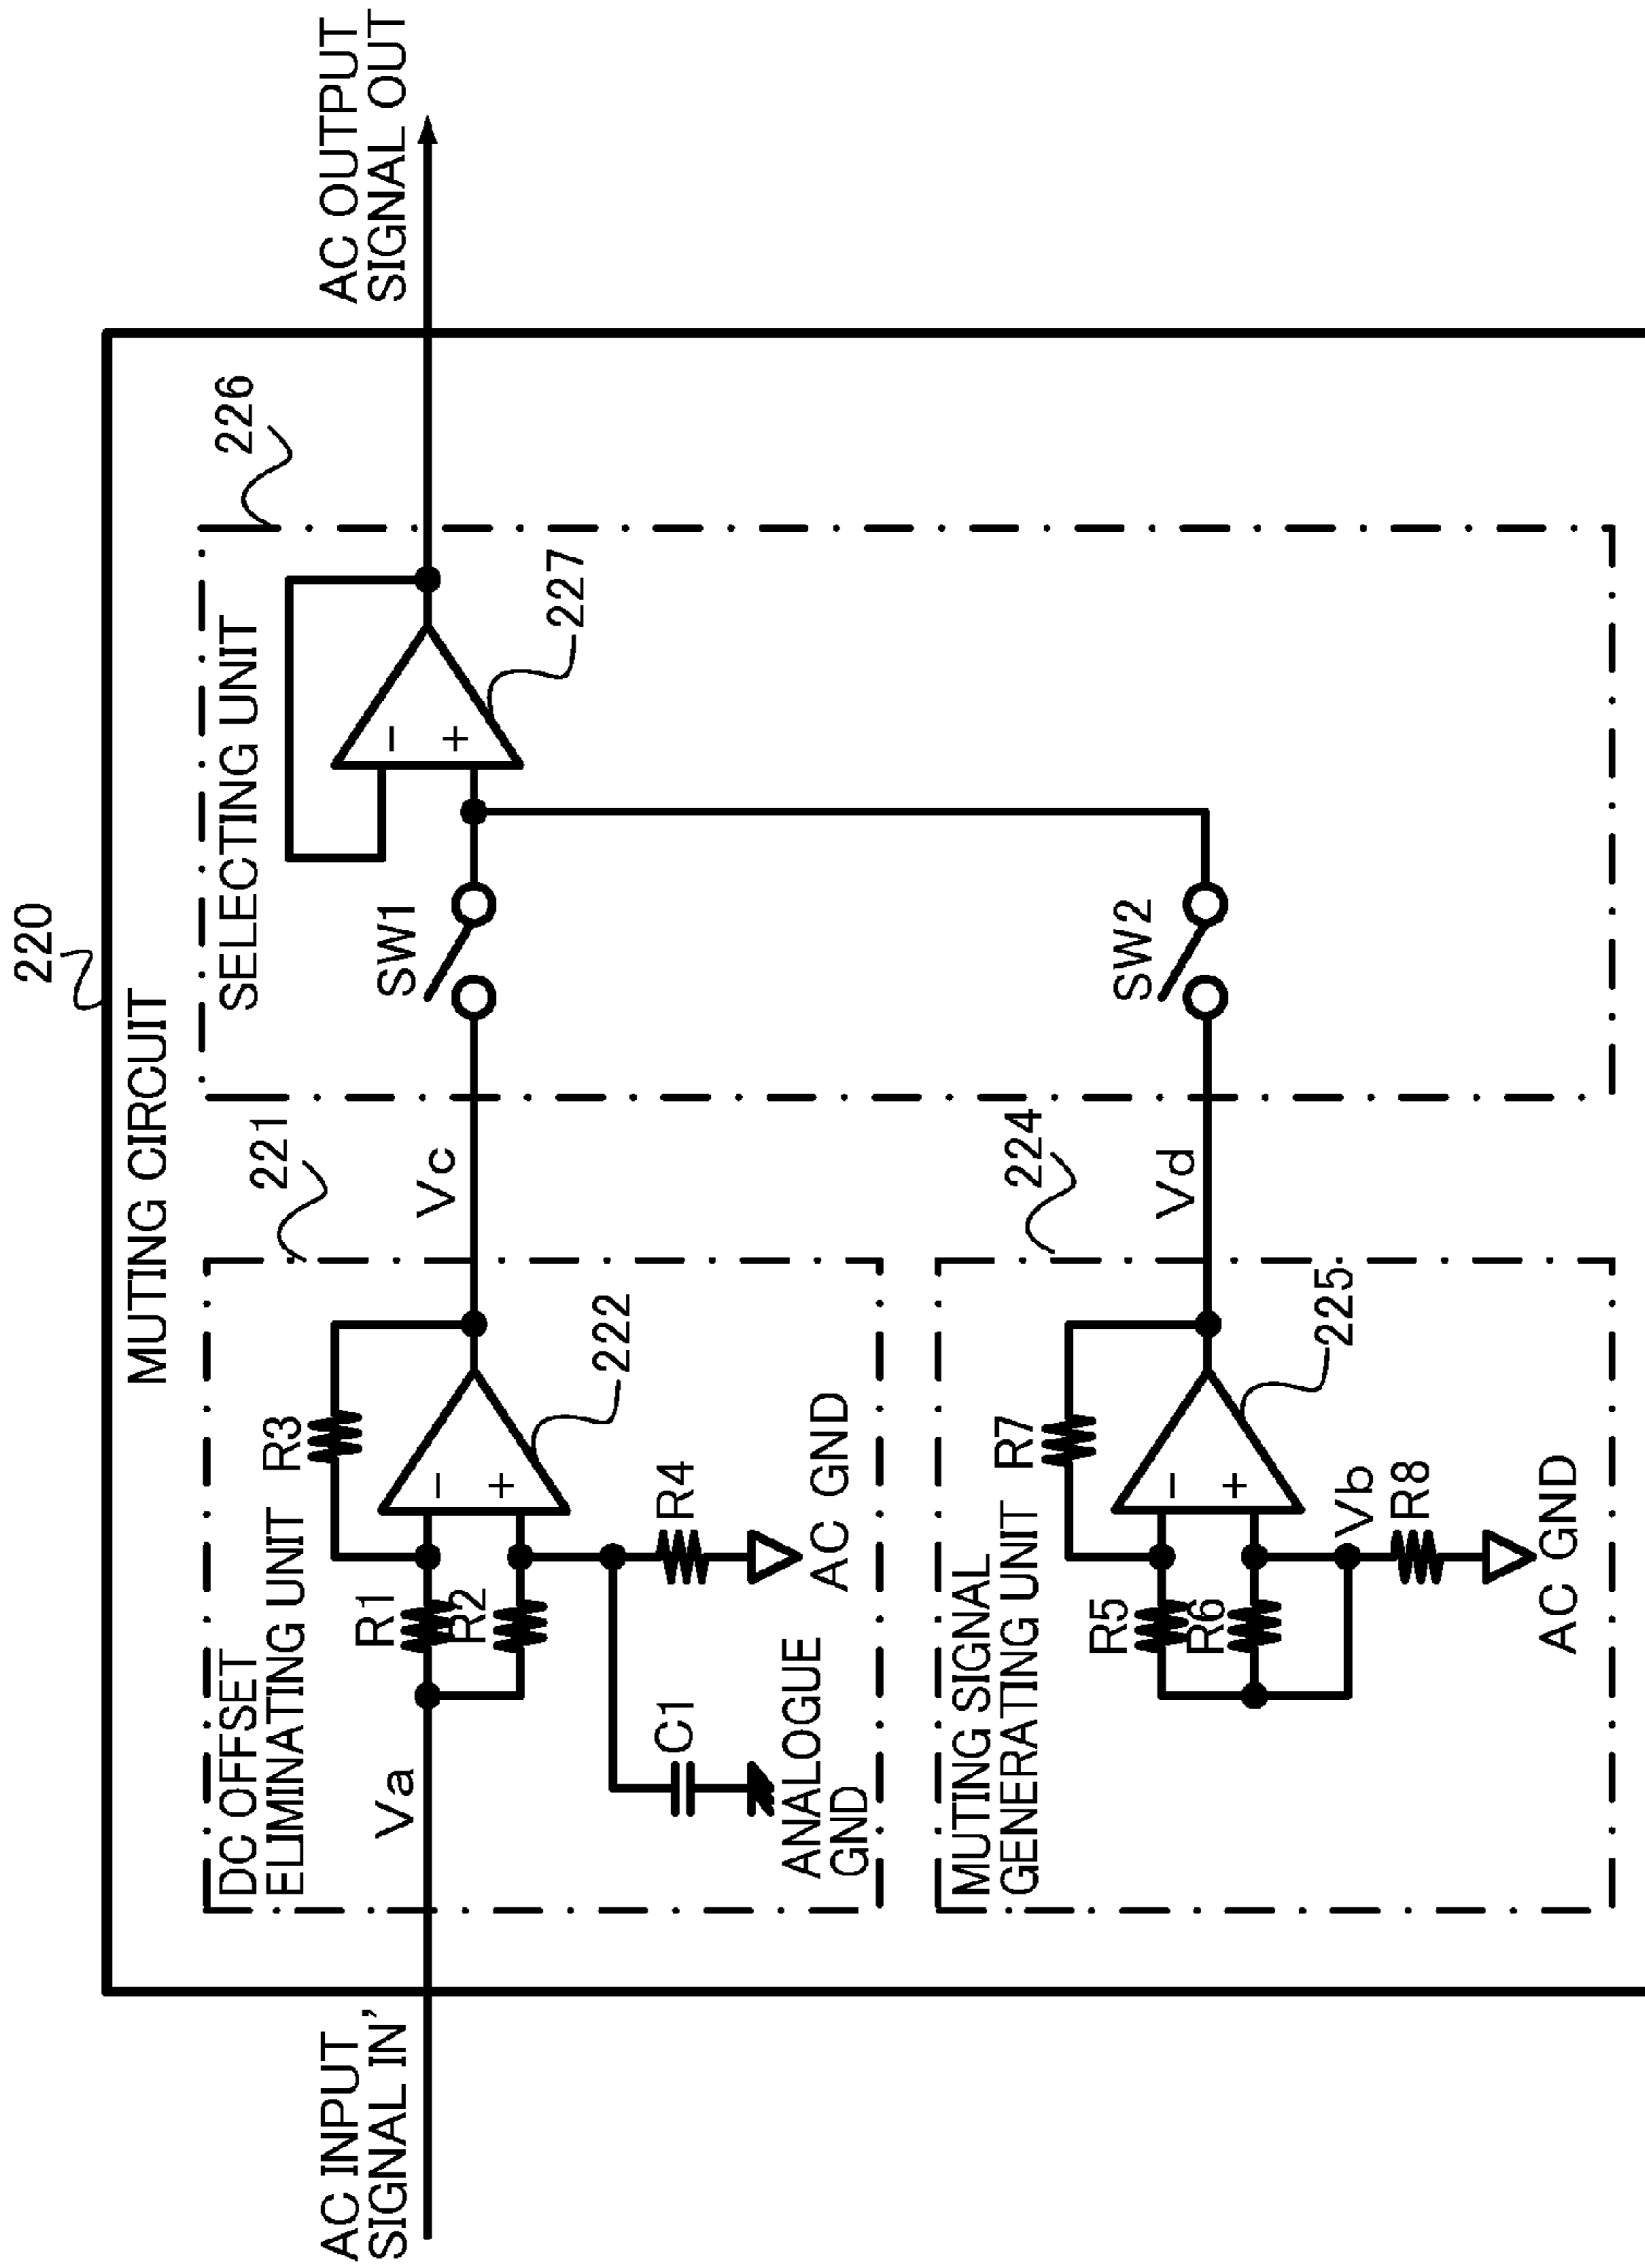 220
MUTING CIRCUIT
AC INPUT
SIGNAL IN'
Va
DC OFFSET
ELIMINATING UNIT
221
R1
R2
R3
-
+
222
R4
AC GND
C1
ANALOGUE
GND
Vc
MUTING SIGNAL
GENERATING UNIT
224
R5
R6
R7
-
+
225
Vb
R8
AC GND
Vd
SELECTING UNIT
226
SW1
SW2
-
+
227
AC OUTPUT
SIGNAL OUT